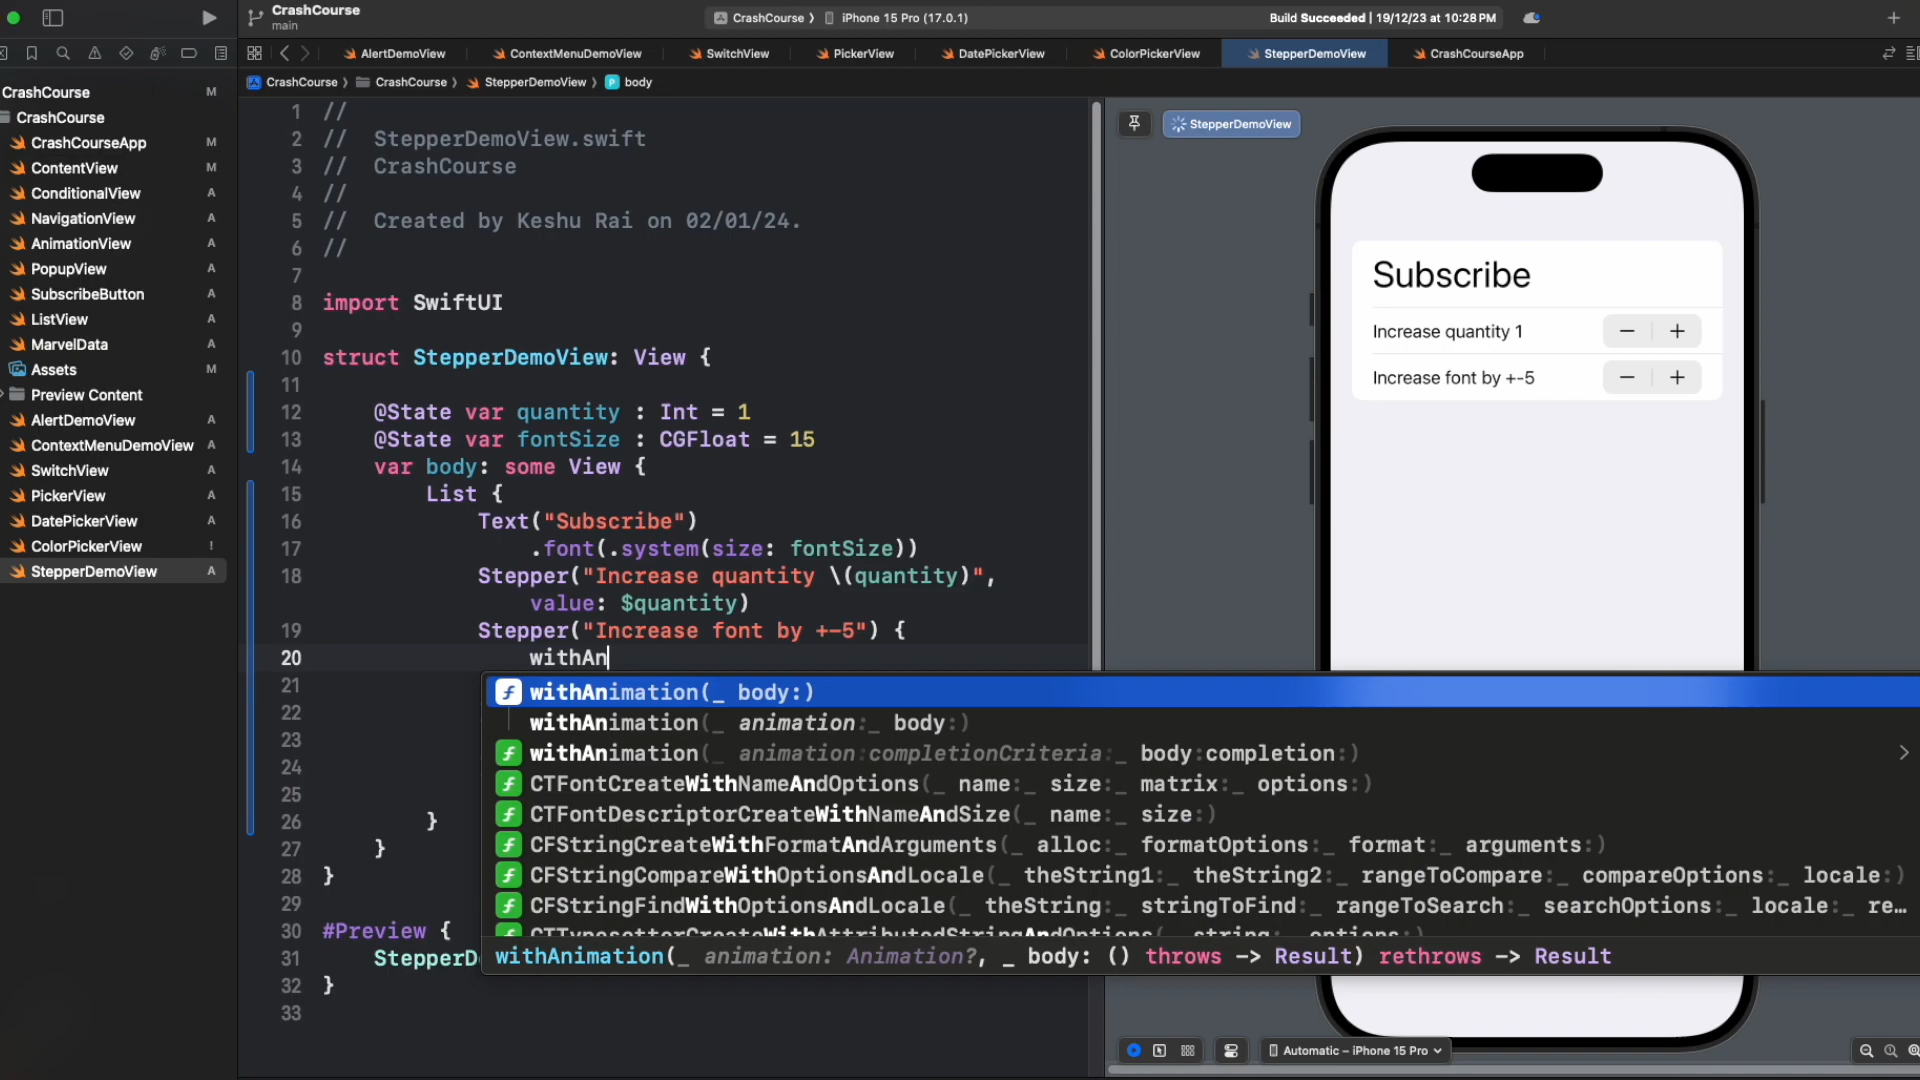 CrashCourse
main
CrashCourse
iPhone 15 Pro (17.0.1)
Build Succeeded | 19/12/23 at 10:28 PM
AlertDemoView
ContextMenuDemoView
SwitchView
PickerView
DatePickerView
ColorPickerView
StepperDemoView
CrashCourseApp
CrashCourse
CrashCourse
StepperDemoView
body
CrashCourse M
CrashCourse
CrashCourseApp M
ContentView M
ConditionalView A
NavigationView A
AnimationView A
PopupView A
SubscribeButton A
ListView A
MarvelData A
Assets M
Preview Content
AlertDemoView A
ContextMenuDemoView A
SwitchView A
PickerView A
DatePickerView A
ColorPickerView !
StepperDemoView A
1 //
2 // StepperDemoView.swift
3 // CrashCourse
4 //
5 // Created by Keshu Rai on 02/01/24.
6 //
7
8 import SwiftUI
9
10 struct StepperDemoView: View {
11
12 @State var quantity : Int = 1
13 @State var fontSize : CGFloat = 15
14 var body: some View {
15 List {
16 Text("Subscribe")
17 .font(.system(size: fontSize))
18 Stepper("Increase quantity \(quantity)",
value: $quantity)
19 Stepper("Increase font by +-5") {
20 withAn
21
22
23
24
25
26 }
27 }
28 }
29
30 #Preview {
31 StepperD
32 }
33
withAnimation(_ body:)
withAnimation(_ animation:_ body:)
withAnimation(_ animation:completionCriteria:_ body:completion:)
CTFontCreateWithNameAndOptions(_ name:_ size:_ matrix:_ options:)
CTFontDescriptorCreateWithNameAndSize(_ name:_ size:)
CFStringCreateWithFormatAndArguments(_ alloc:_ formatOptions:_ format:_ arguments:)
CFStringCompareWithOptionsAndLocale(_ theString1:_ theString2:_ rangeToCompare:_ compareOptions:_ locale:)
CFStringFindWithOptionsAndLocale(_ theString:_ stringToFind:_ rangeToSearch:_ searchOptions:_ locale:_ re…
CTTypesetterCreateWithAttributedStringAndOptions(_ string:_ options:)
withAnimation(_ animation: Animation?, _ body: () throws -> Result) rethrows -> Result
StepperDemoView
Subscribe
Increase quantity 1
Increase font by +-5
Automatic – iPhone 15 Pro